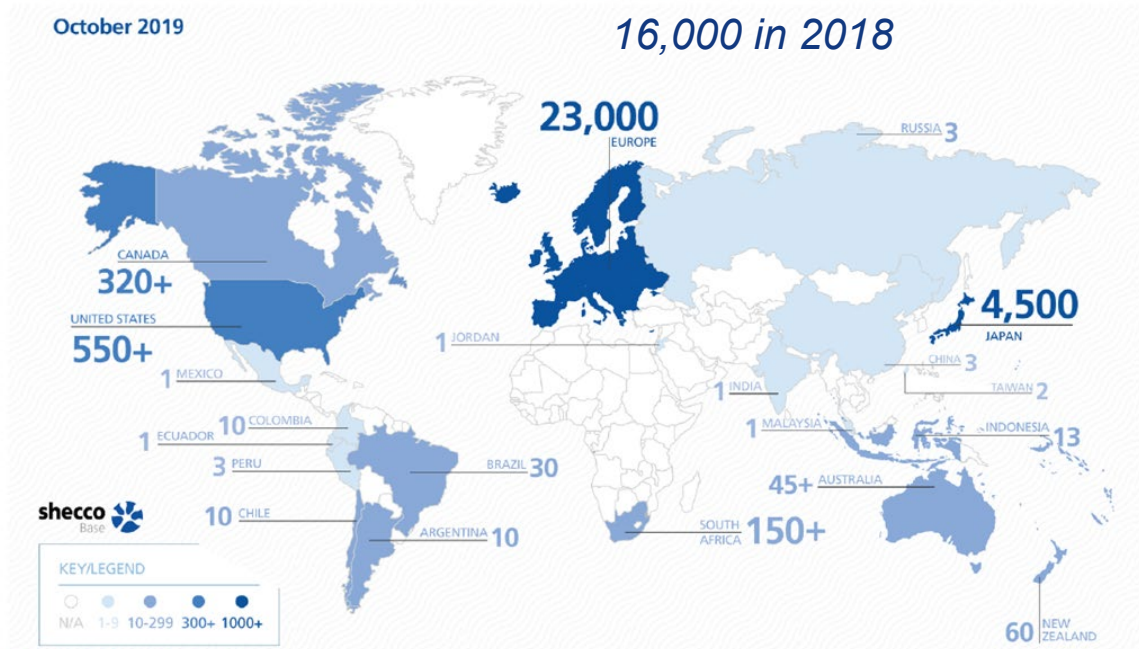 October 2019
16,000 in 2018
23,000
EUROPE
RUSSIA 3
CANADA
320+
UNITED STATES
550+
4,500
JAPAN
1 JORDAN
1 MEXICO
CHINA 3
1 INDIA
TAIWAN 2
10 COLOMBIA
1 ECUADOR
1 MALAYSIA
INDONESIA 13
3 PERU
BRAZIL 30
45+ AUSTRALIA
10 CHILE
ARGENTINA 10
SOUTH
AFRICA 150+
shecco
Base
KEY/LEGEND
N/A 1-9 10-299 300+ 1000+
60 NEW
ZEALAND